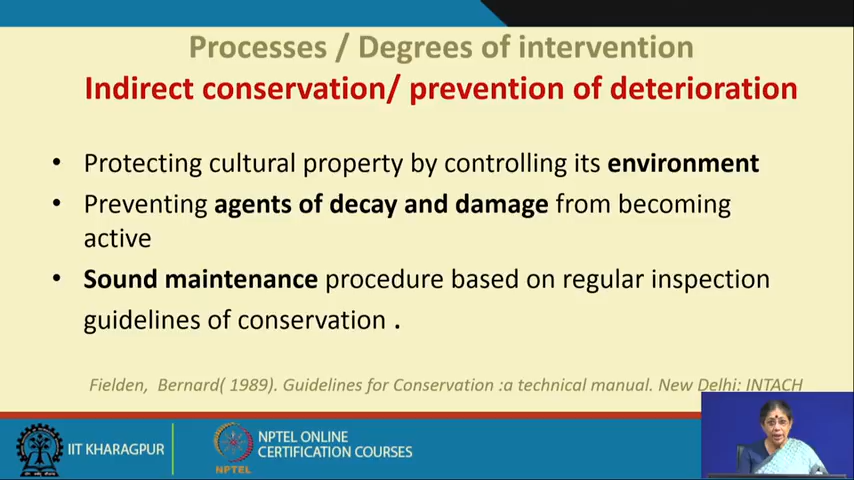 Processes / Degrees of intervention
Indirect conservation/ prevention of deterioration
• Protecting cultural property by controlling its environment
• Preventing agents of decay and damage from becoming
active
• Sound maintenance procedure based on regular inspection
guidelines of conservation .
Fielden, Bernard( 1989). Guidelines for Conservation :a technical manual. New Delhi: INTACH
IIT KHARAGPUR
NPTEL
NPTEL ONLINE
CERTIFICATION COURSES